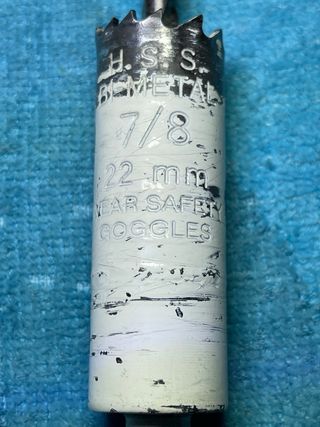 H.S.S.
BI-METAL
7/8
22 mm
WEAR SAFETY
GOGGLES